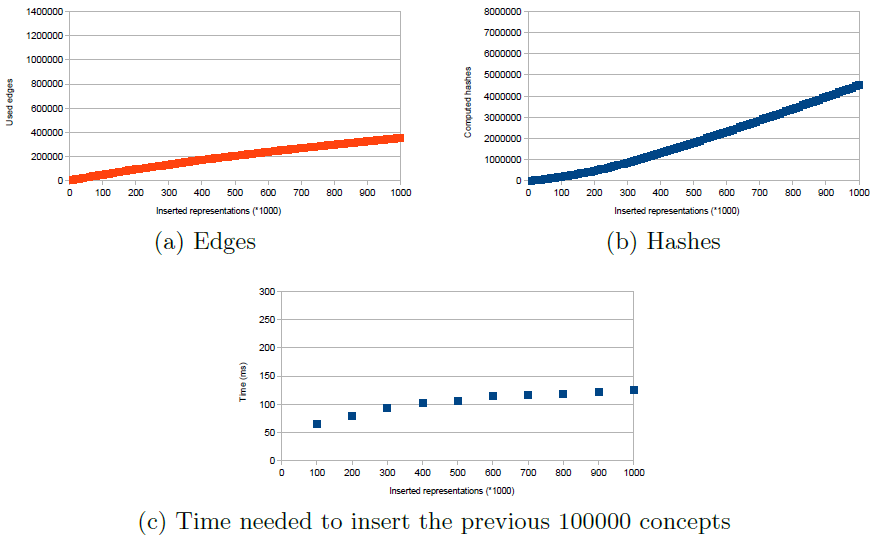 1400000
1200000
1000000
800000
600000
400000
200000
0
Used edges
0 100 200 300 400 500 600 700 800 900 1000
Inserted representations (*1000)
(a) Edges
8000000
7000000
6000000
5000000
4000000
3000000
2000000
1000000
0
Computed hashes
0 100 200 300 400 500 600 700 800 900 1000
Inserted representations (*1000)
(b) Hashes
300
250
200
150
100
50
0
Time (ms)
0 100 200 300 400 500 600 700 800 900 1000
Inserted representations (*1000)
(c) Time needed to insert the previous 100000 concepts